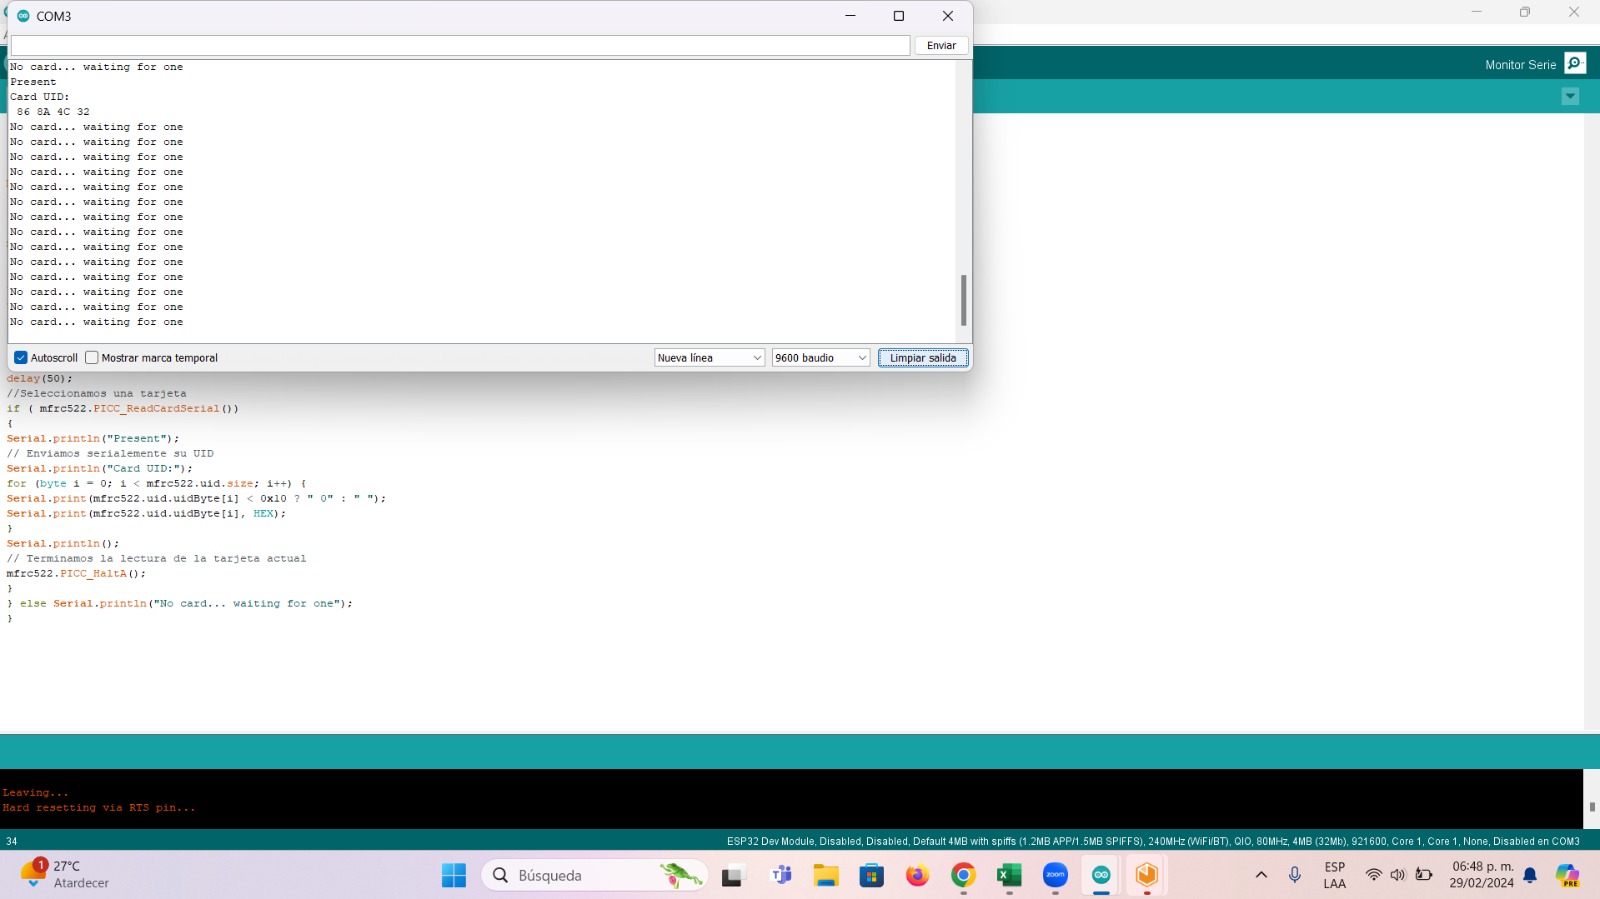 COM3
Enviar
No card... waiting for one
Present
Card UID:
86 8A 4C 32
No card... waiting for one
No card... waiting for one
No card... waiting for one
No card... waiting for one
No card... waiting for one
No card... waiting for one
No card... waiting for one
No card... waiting for one
No card... waiting for one
No card... waiting for one
No card... waiting for one
No card... waiting for one
No card... waiting for one
No card... waiting for one
Autoscroll Mostrar marca temporal
Nueva línea
9600 baudio
Limpiar salida
Monitor Serie
delay(50);
//Seleccionamos una tarjeta
if ( mfrc522.PICC_ReadCardSerial())
{
Serial.println("Present");
// Enviamos serialemente su UID
Serial.println("Card UID:");
for (byte i = 0; i < mfrc522.uid.size; i++) {
Serial.print(mfrc522.uid.uidByte[i] < 0x10 ? " 0" : " ");
Serial.print(mfrc522.uid.uidByte[i], HEX);
}
Serial.println();
// Terminamos la lectura de la tarjeta actual
mfrc522.PICC_HaltA();
}
} else Serial.println("No card... waiting for one");
}
Leaving...
Hard resetting via RTS pin...
34
ESP32 Dev Module, Disabled, Disabled, Default 4MB with spiffs (1.2MB APP/1.5MB SPIFFS), 240MHz (WiFi/BT), QIO, 80MHz, 4MB (32Mb), 921600, Core 1, Core 1, None, Disabled en COM3
1
27°C
Atardecer
Búsqueda
zoom
ESP
LAA
06:48 p. m.
29/02/2024
PRE